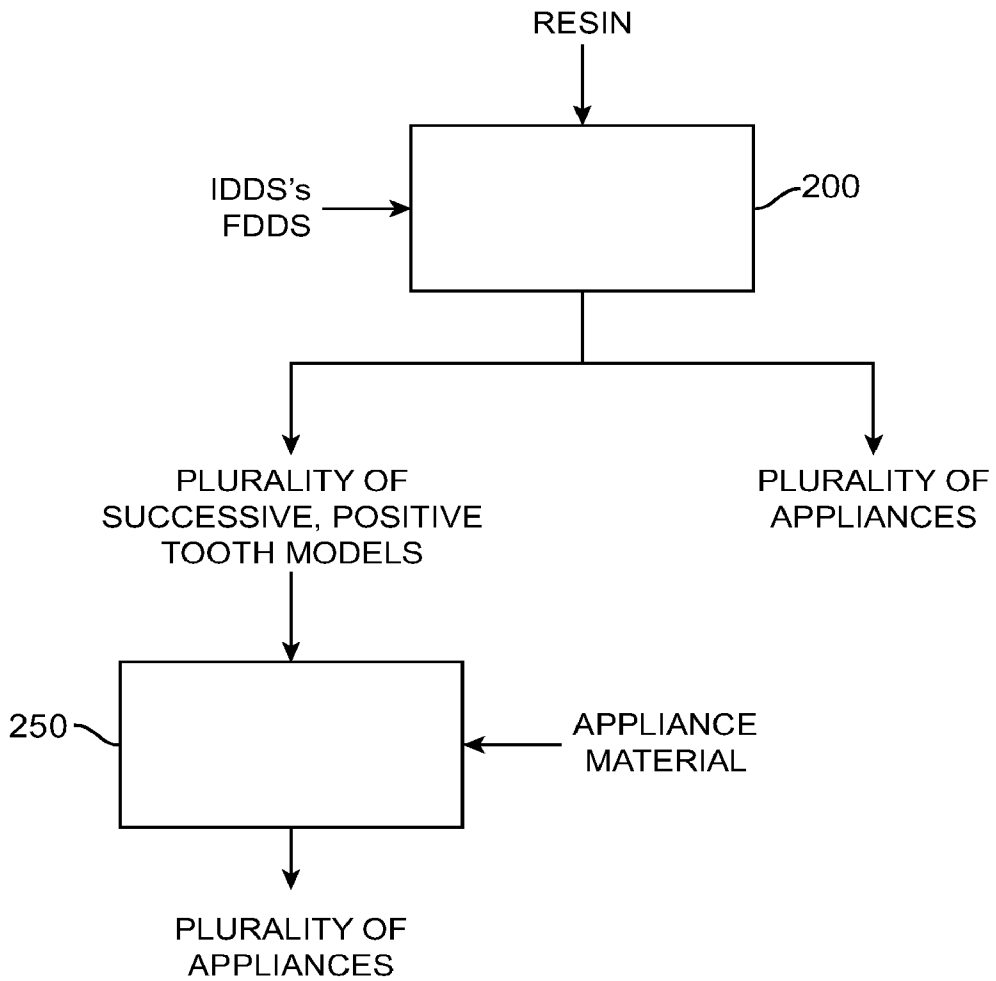 RESIN
IDDS's
FDDS
200
PLURALITY OF
SUCCESSIVE, POSITIVE
TOOTH MODELS
PLURALITY OF
APPLIANCES
250
APPLIANCE
MATERIAL
PLURALITY OF
APPLIANCES